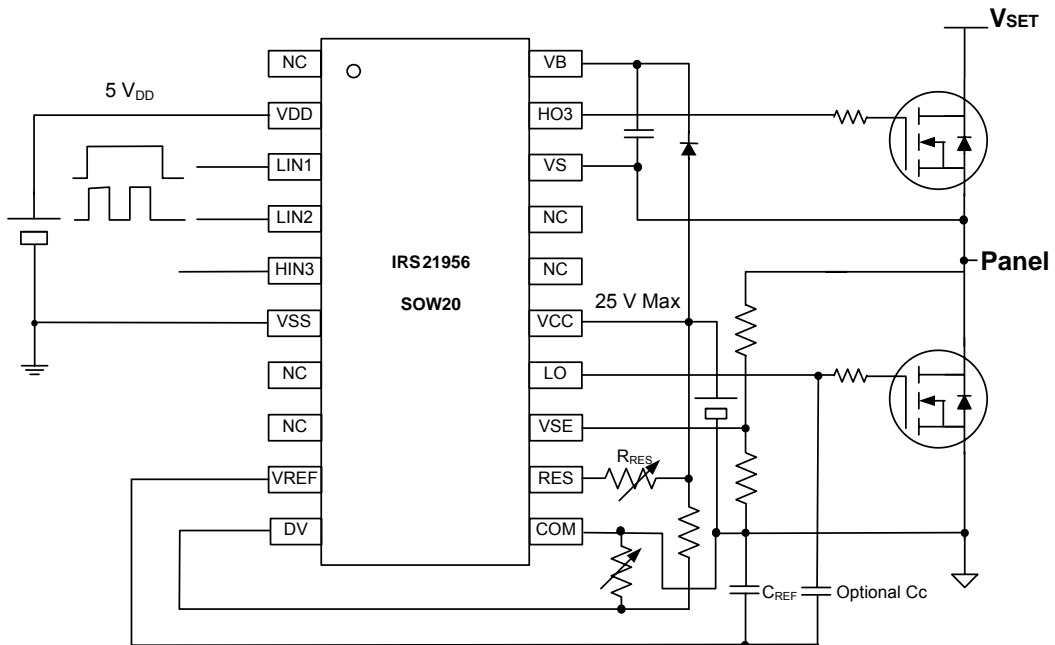 VSET
NC
VB
5 VDD
VDD
HO3
LIN1
VS
LIN2
NC
HIN3
IRS21956
NC
Panel
SOW20
25 V Max
VSS
VCC
NC
LO
NC
VSE
RRES
VREF
RES
DV
COM
CREF
Optional Cc